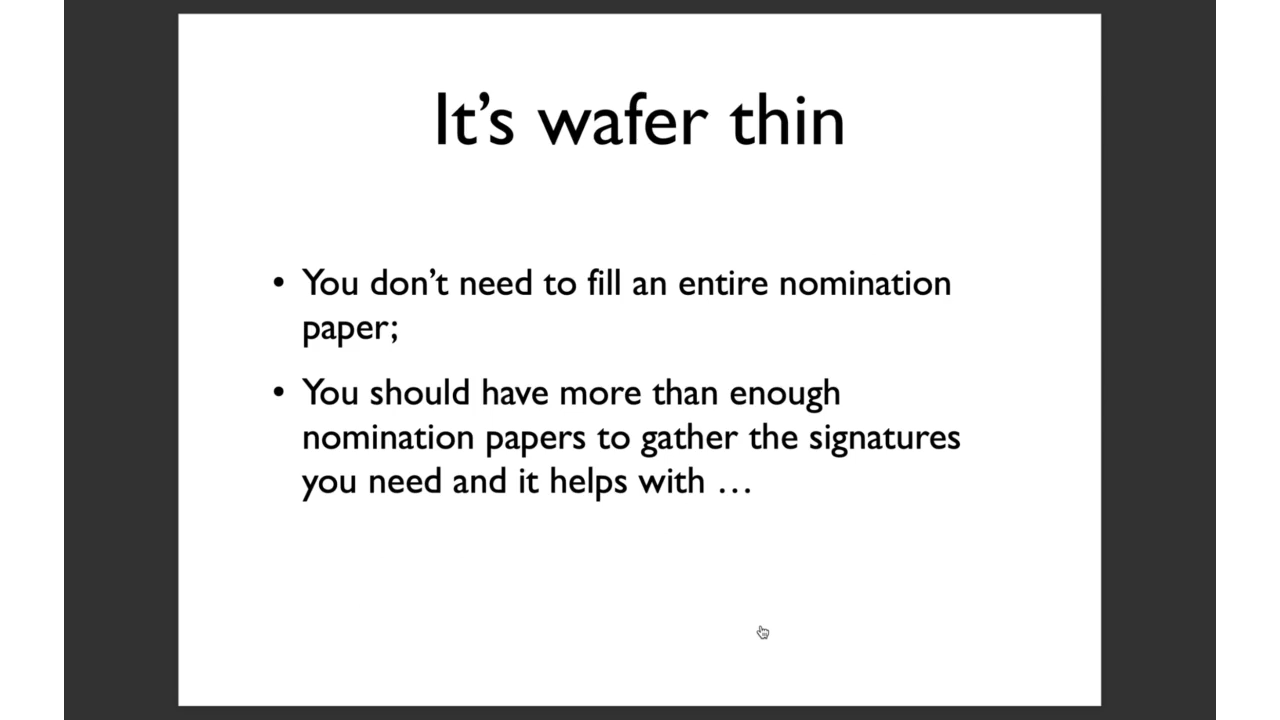 It’s wafer thin
• You don’t need to fill an entire nomination
paper;
• You should have more than enough
nomination papers to gather the signatures
you need and it helps with …